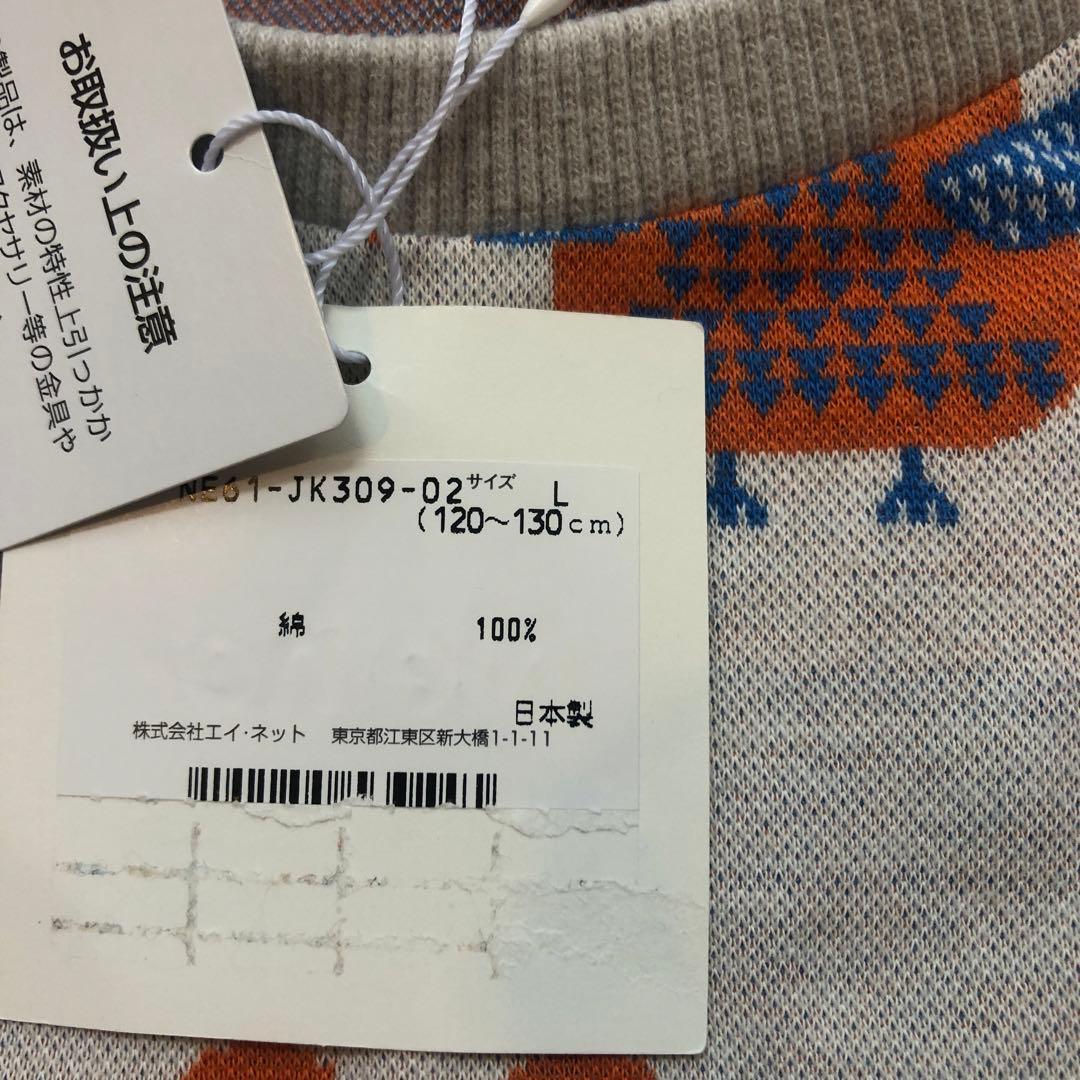 お取扱い上の注意
製品は、素材の特性上引っかか
クセサリー等の金具や
NE61-JK309-02 サイズ L
(120～130cm)
綿 100%
日本製
株式会社エイ・ネット 東京都江東区新大橋1-1-11